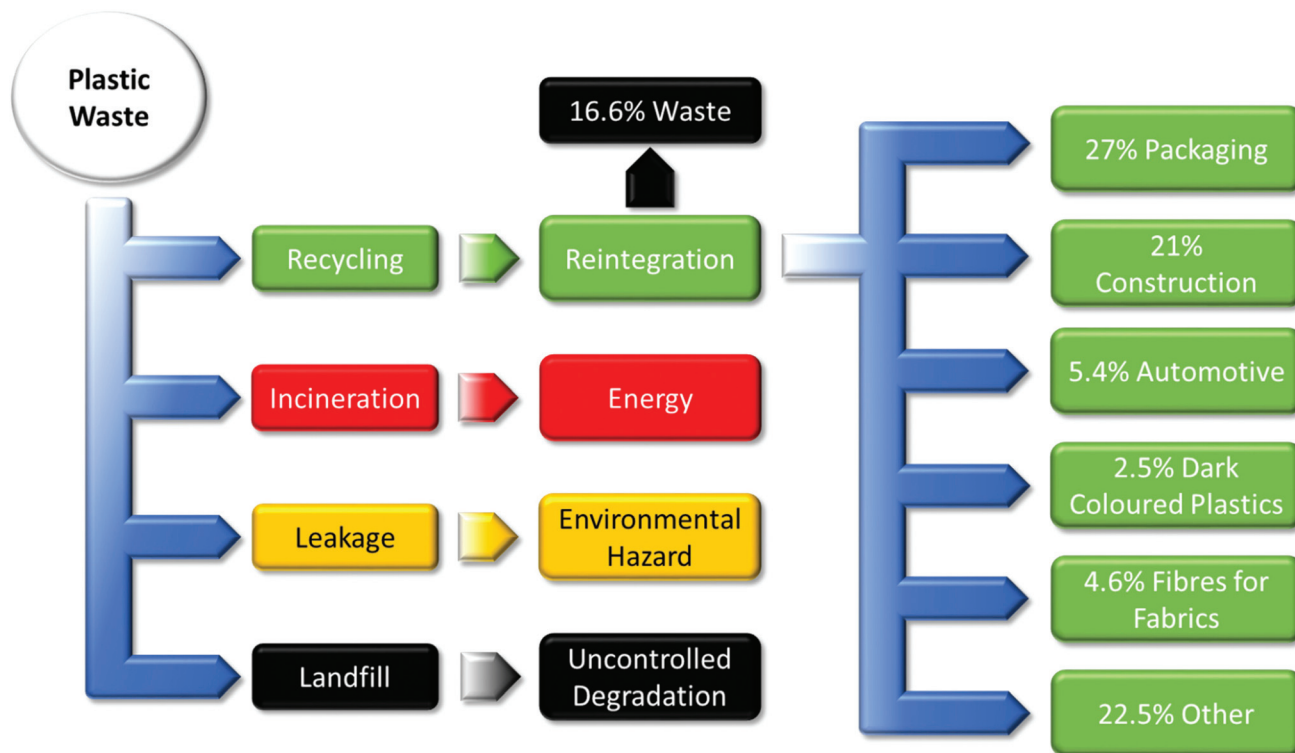 Plastic
Waste
16.6% Waste
Recycling
Reintegration
Incineration
Energy
Leakage
Environmental
Hazard
Landfill
Uncontrolled
Degradation
27% Packaging
21%
Construction
5.4% Automotive
2.5% Dark
Coloured Plastics
4.6% Fibres for
Fabrics
22.5% Other